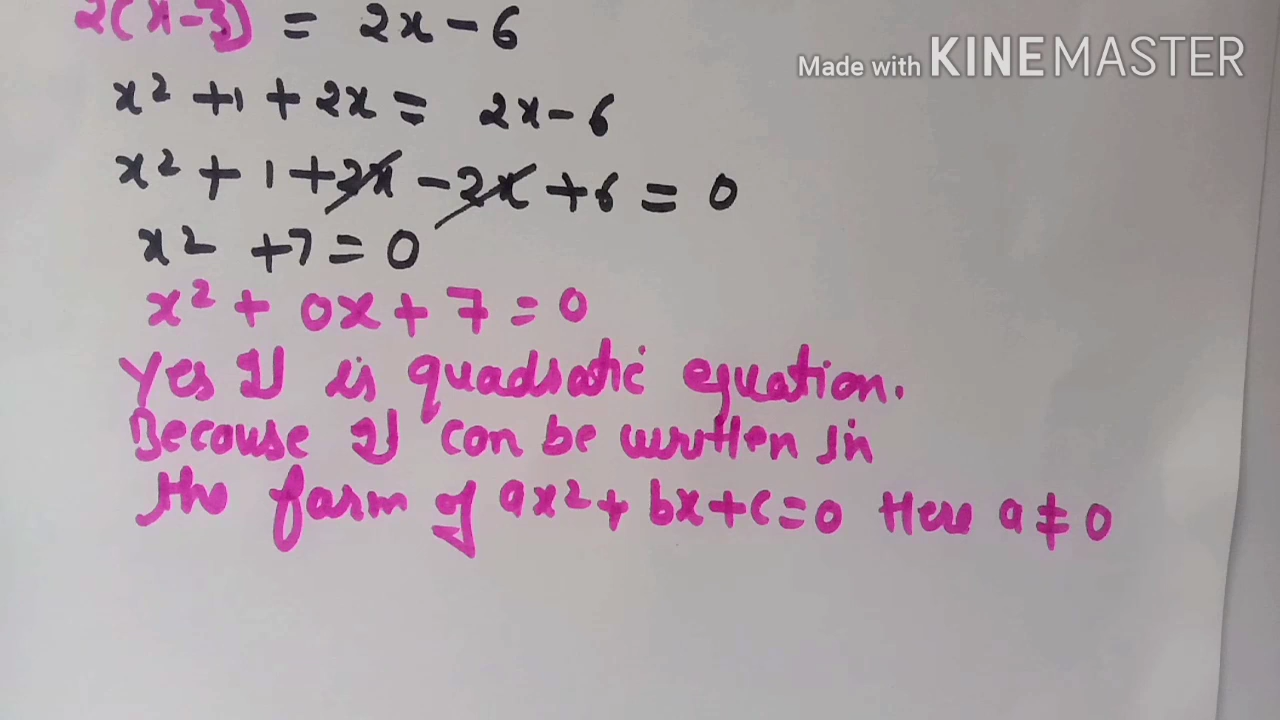 2(x-3) = 2x - 6
Made with KINEMASTER
x² + 1 + 2x = 2x - 6
x² + 1 + 2x - 2x + 6 = 0
x² + 7 = 0
x² + 0x + 7 = 0
Yes It is quadratic equation.
Because It can be written in
the form of ax² + bx + c = 0 Here a ≠ 0